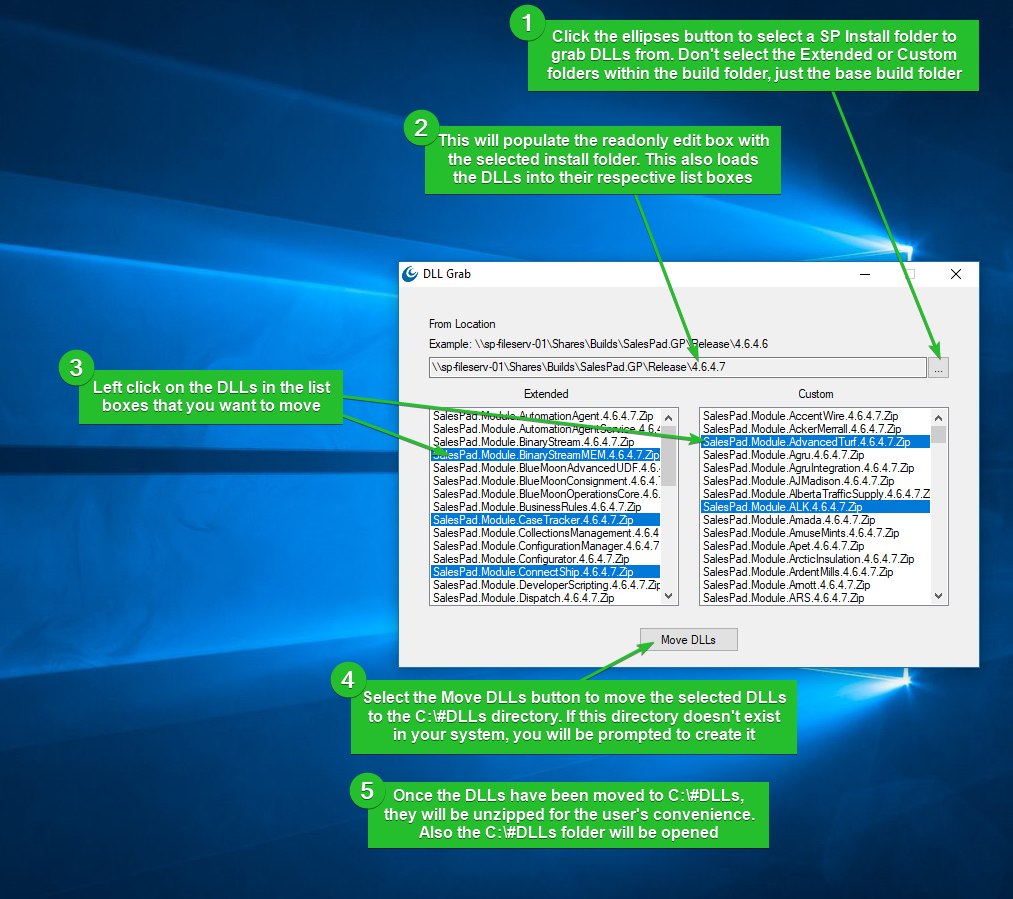 1
Click the ellipses button to select a SP Install folder to
grab DLLs from. Don't select the Extended or Custom
folders within the build folder, just the base build folder
2
This will populate the readonly edit box with
the selected install folder. This also loads
the DLLs into their respective list boxes
DLL Grab
From Location
Example: \\sp-fileserv-01\Shares\Builds\SalesPad.GP\Release\4.6.4.6
\\sp-fileserv-01\Shares\Builds\SalesPad.GP\Release\4.6.4.7
...
3
Left click on the DLLs in the list
boxes that you want to move
Extended
SalesPad.Module.AutomationAgent.4.6.4.7.Zip
SalesPad.Module.AutomationAgentService.4.6.4
SalesPad.Module.BinaryStream.4.6.4.7.Zip
SalesPad.Module.BinaryStreamMEM.4.6.4.7.Zip
SalesPad.Module.BlueMoonAdvancedUDF.4.6.
SalesPad.Module.BlueMoonConsignment.4.6.4.7
SalesPad.Module.BlueMoonOperationsCore.4.6.
SalesPad.Module.BusinessRules.4.6.4.7.Zip
SalesPad.Module.CaseTracker.4.6.4.7.Zip
SalesPad.Module.CollectionsManagement.4.6.4
SalesPad.Module.ConfigurationManager.4.6.4.7
SalesPad.Module.Configurator.4.6.4.7.Zip
SalesPad.Module.ConnectShip.4.6.4.7.Zip
SalesPad.Module.DeveloperScripting.4.6.4.7.Zip
SalesPad.Module.Dispatch.4.6.4.7.Zip
Custom
SalesPad.Module.AccentWire.4.6.4.7.Zip
SalesPad.Module.AckerMerrall.4.6.4.7.Zip
SalesPad.Module.AdvancedTurf.4.6.4.7.Zip
SalesPad.Module.Agru.4.6.4.7.Zip
SalesPad.Module.AgruIntegration.4.6.4.7.Zip
SalesPad.Module.AJMadison.4.6.4.7.Zip
SalesPad.Module.AlbertaTrafficSupply.4.6.4.7.Z
SalesPad.Module.ALK.4.6.4.7.Zip
SalesPad.Module.Amada.4.6.4.7.Zip
SalesPad.Module.AmuseMints.4.6.4.7.Zip
SalesPad.Module.Apet.4.6.4.7.Zip
SalesPad.Module.ArcticInsulation.4.6.4.7.Zip
SalesPad.Module.ArdentMills.4.6.4.7.Zip
SalesPad.Module.Arnott.4.6.4.7.Zip
SalesPad.Module.ARS.4.6.4.7.Zip
Move DLLs
4
Select the Move DLLs button to move the selected DLLs
to the C:\#DLLs directory. If this directory doesn't exist
in your system, you will be prompted to create it
5
Once the DLLs have been moved to C:\#DLLs,
they will be unzipped for the user's convenience.
Also the C:\#DLLs folder will be opened